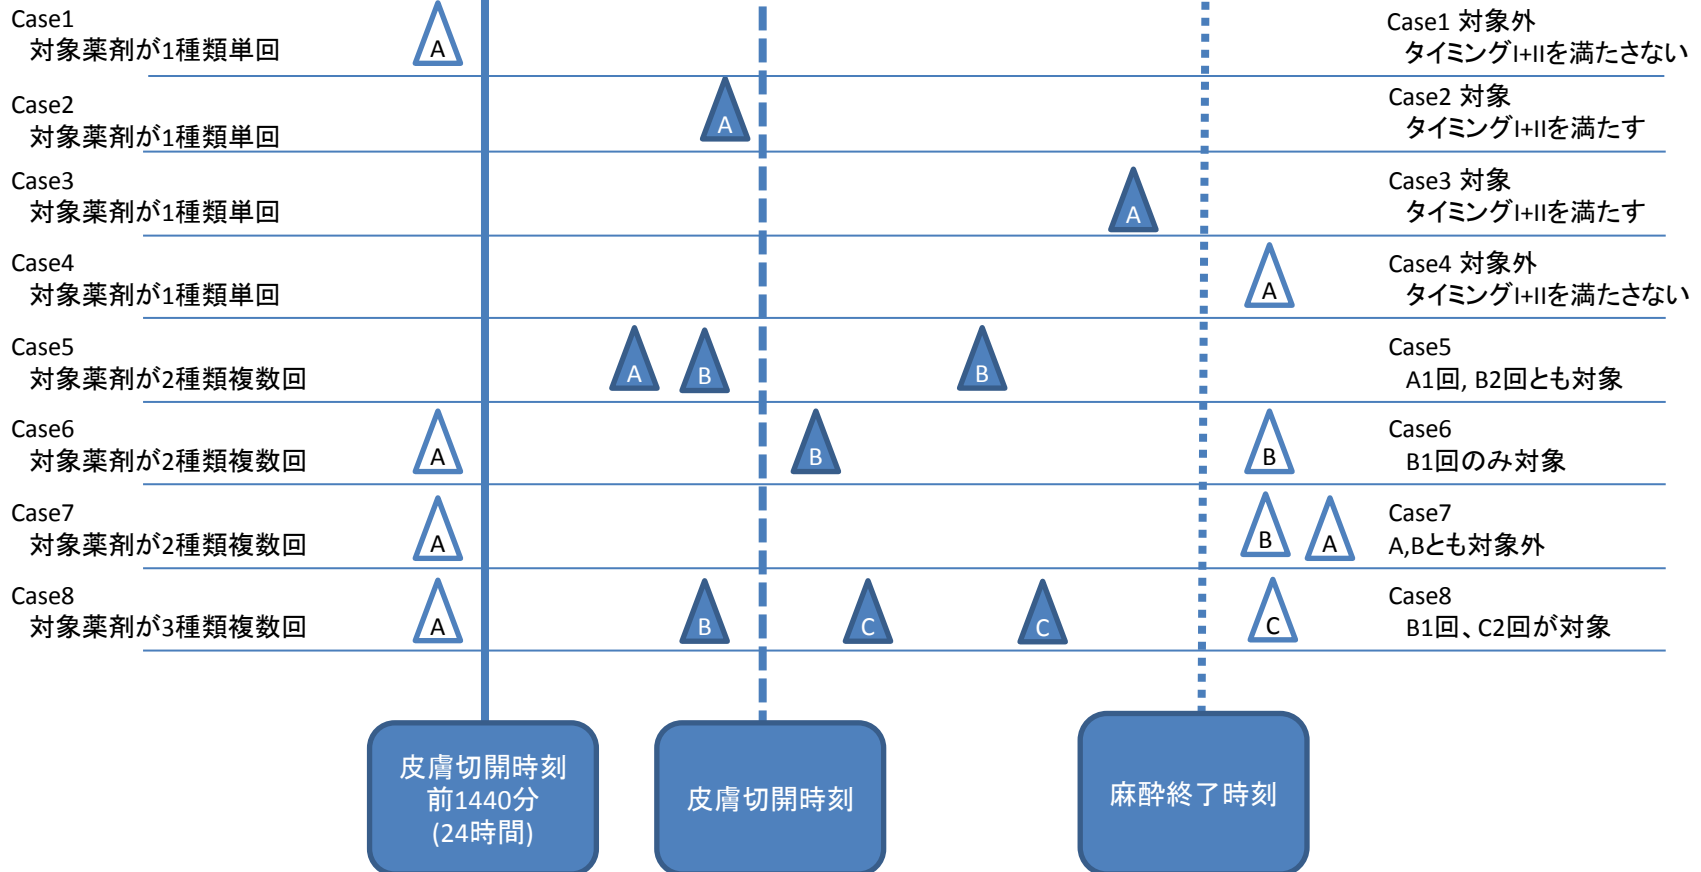 Case1
対象薬剤が1種類単回
A
Case1 対象外
タイミングI+IIを満たさない
Case2
対象薬剤が1種類単回
A
Case2 対象
タイミングI+IIを満たす
Case3
対象薬剤が1種類単回
A
Case3 対象
タイミングI+IIを満たす
Case4
対象薬剤が1種類単回
A
Case4 対象外
タイミングI+IIを満たさない
Case5
対象薬剤が2種類複数回
A B B
Case5
A1回, B2回とも対象
Case6
対象薬剤が2種類複数回
A B B
Case6
B1回のみ対象
Case7
対象薬剤が2種類複数回
A B A
Case7
A,Bとも対象外
Case8
対象薬剤が3種類複数回
A B C C C
Case8
B1回、C2回が対象
皮膚切開時刻
前1440分
(24時間)
皮膚切開時刻
麻酔終了時刻